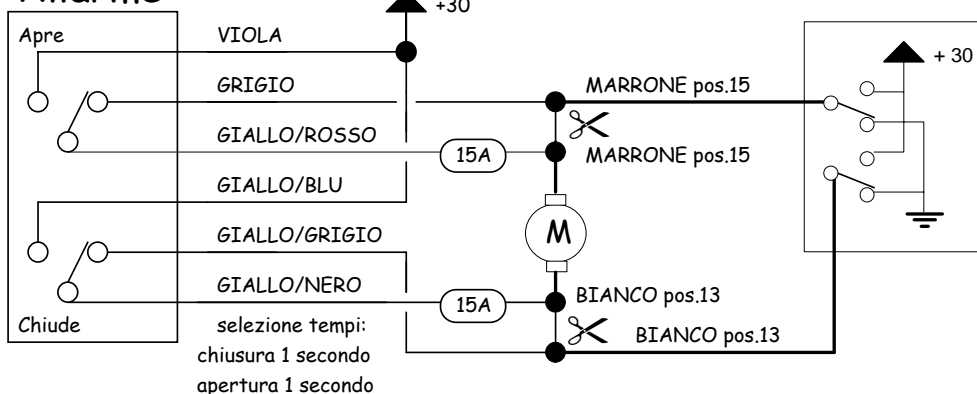 +30
Apre
VIOLA
+ 30
GRIGIO
MARRONE pos.15
GIALLO/ROSSO
15A
MARRONE pos.15
GIALLO/BLU
M
GIALLO/GRIGIO
GIALLO/NERO
15A
BIANCO pos.13
Chiude
BIANCO pos.13
selezione tempi:
chiusura 1 secondo
apertura 1 secondo